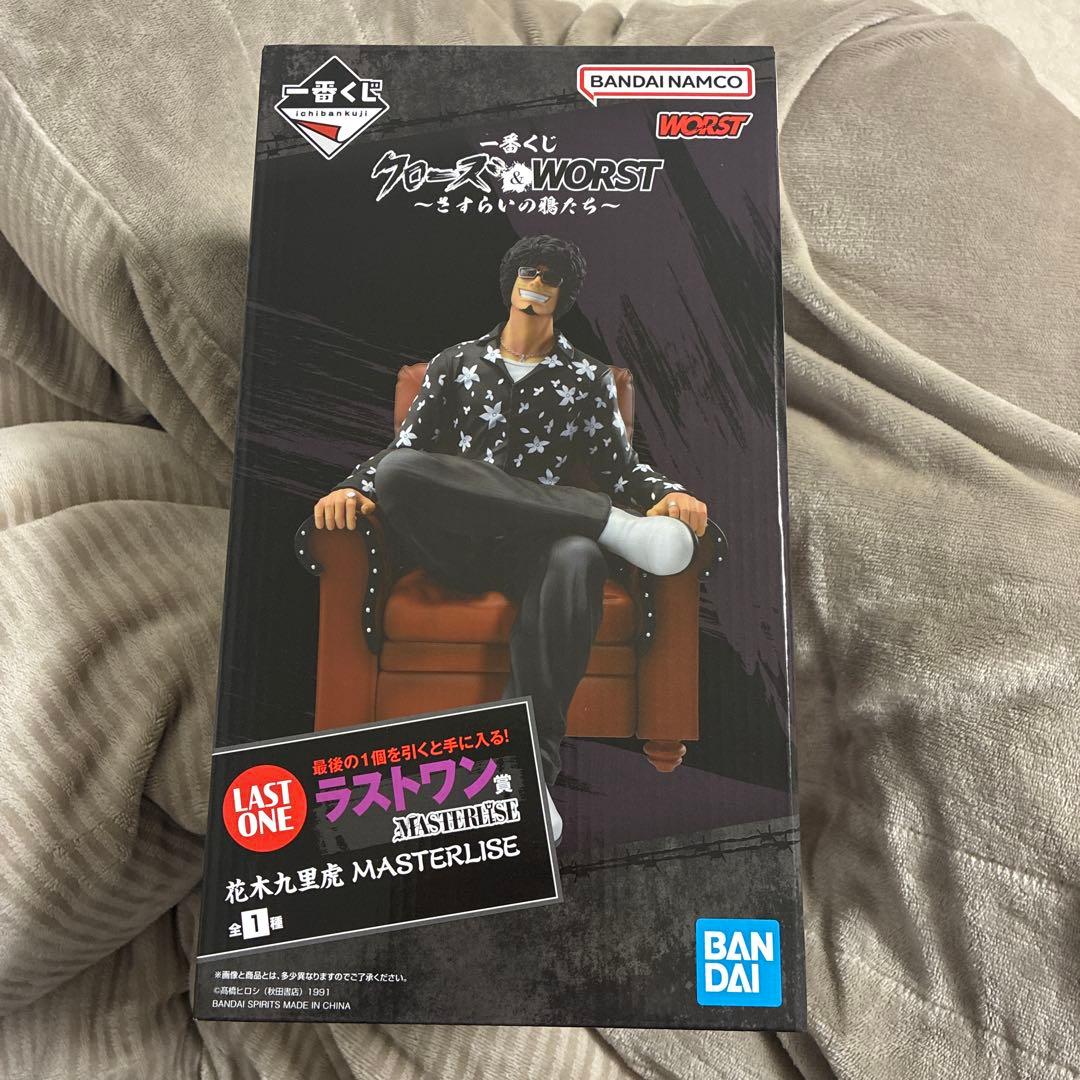 一番くじ
ichibankuji
BANDAI NAMCO
WORST
一番くじ
クローズ&WORST
～さすらいの鴉たち～
最後の1個を引くと手に入る!
LAST ONE
ラストワン賞
MASTERLISE
花木九里虎 MASTERLISE
全1種
※画像と商品とは、多少異なりますのでご了承ください。
©髙橋ヒロシ（秋田書店）1991
BANDAI SPIRITS MADE IN CHINA
BAN
DAI